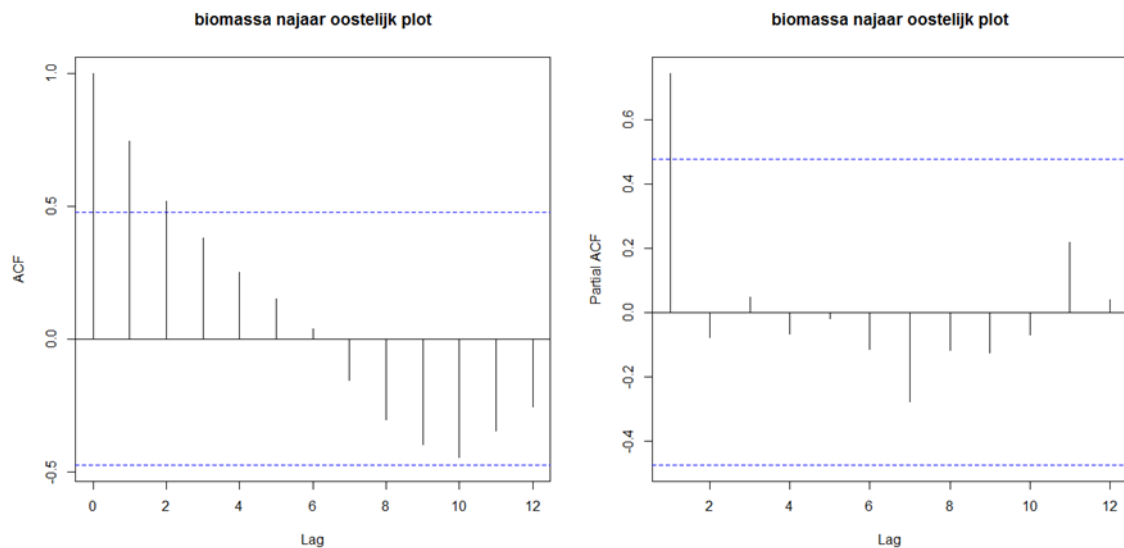 biomassa najaar oostelijk plot
ACF
1.0
0.5
0.0
-0.5
0 2 4 6 8 10 12
Lag
biomassa najaar oostelijk plot
Partial ACF
0.6
0.4
0.2
0.0
-0.2
-0.4
2 4 6 8 10 12
Lag